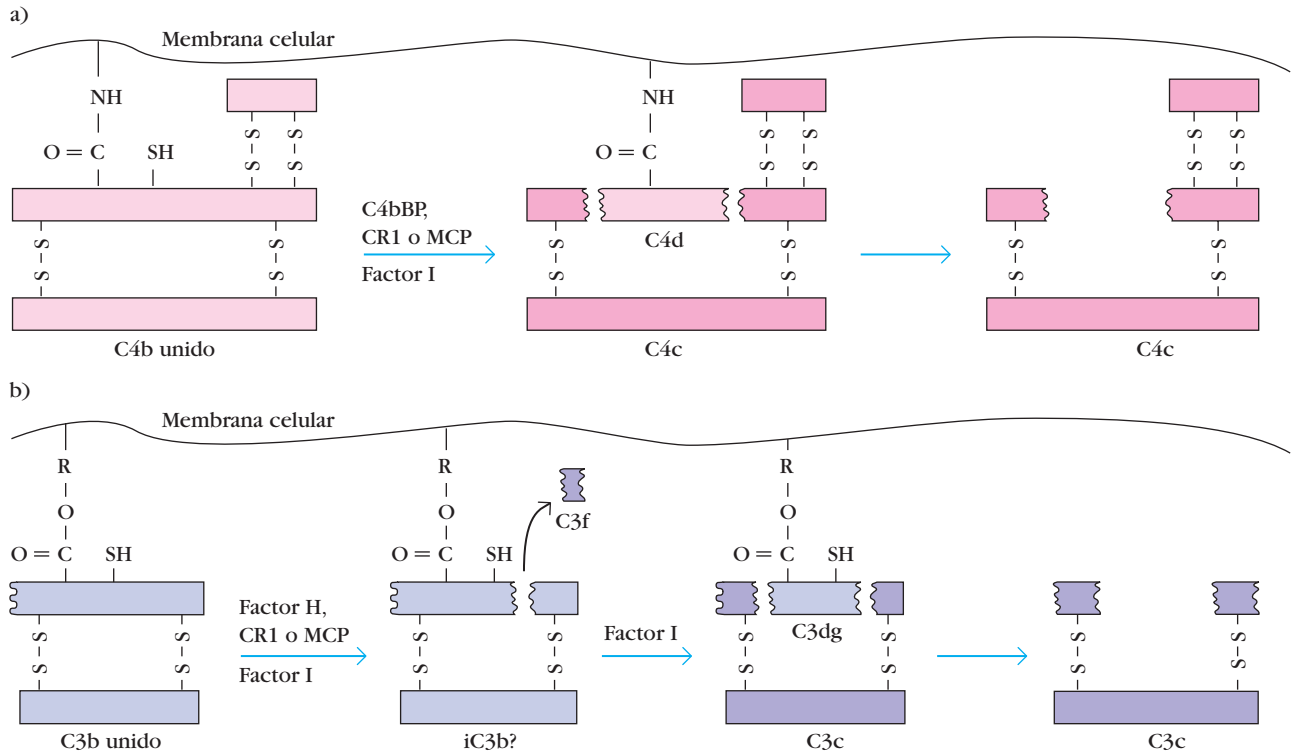 a)
Membrana celular
NH
O = C
SH
S
S
S
S
S
S
S
S
C4b unido
C4bBP,
CR1 o MCP
Factor I
NH
O = C
S
S
S
S
C4d
S
S
S
S
C4c
S
S
S
S
S
S
S
S
C4c
b)
Membrana celular
R
O
O = C
SH
S
S
S
S
C3b unido
Factor H,
CR1 o MCP
Factor I
R
O
O = C
SH
C3f
S
S
S
S
iC3b?
Factor I
R
O
O = C
SH
C3dg
S
S
S
S
C3c
S
S
S
S
C3c